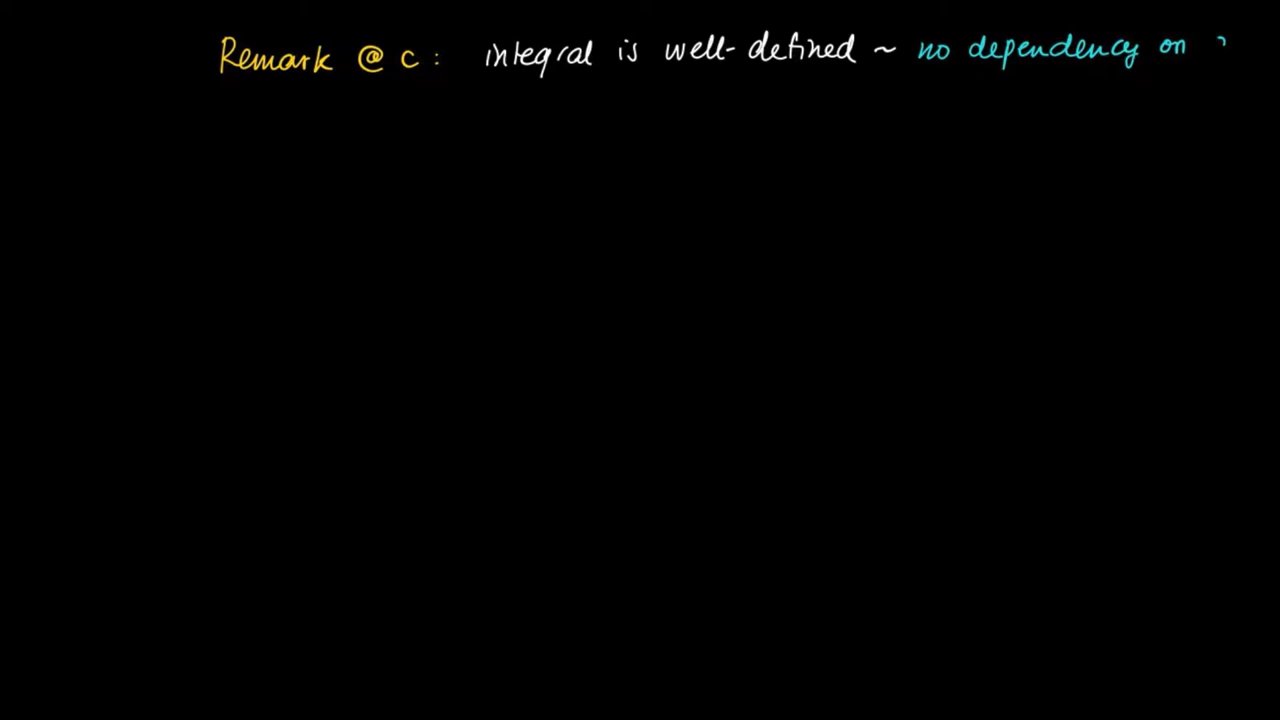 Remark @ c: integral is well-defined ~ no dependency on